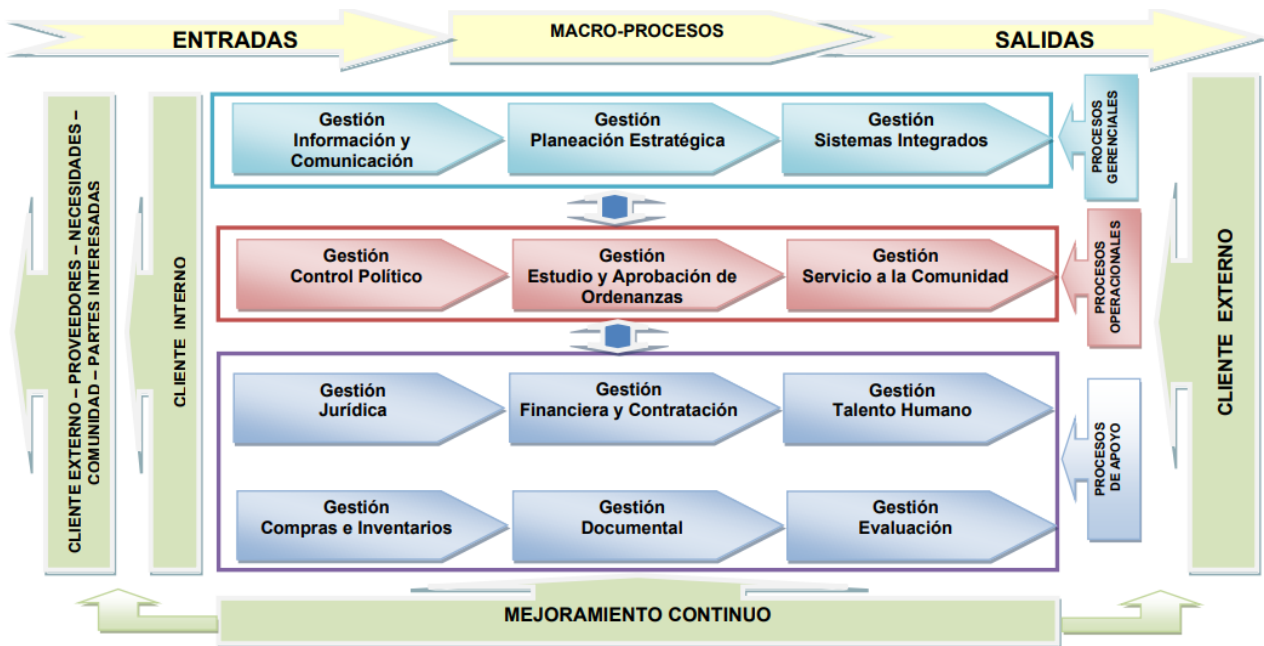 ENTRADAS
MACRO-PROCESOS
SALIDAS
CLIENTE EXTERNO – PROVEEDORES – NECESIDADES –
COMUNIDAD – PARTES INTERESADAS
CLIENTE INTERNO
Gestión
Información y
Comunicación
Gestión
Planeación Estratégica
Gestión
Sistemas Integrados
PROCESOS
GERENCIALES
Gestión
Control Político
Gestión
Estudio y Aprobación de
Ordenanzas
Gestión
Servicio a la Comunidad
PROCESOS
OPERACIONALES
Gestión
Jurídica
Gestión
Financiera y Contratación
Gestión
Talento Humano
Gestión
Compras e Inventarios
Gestión
Documental
Gestión
Evaluación
PROCESOS
DE APOYO
CLIENTE EXTERNO
MEJORAMIENTO CONTINUO